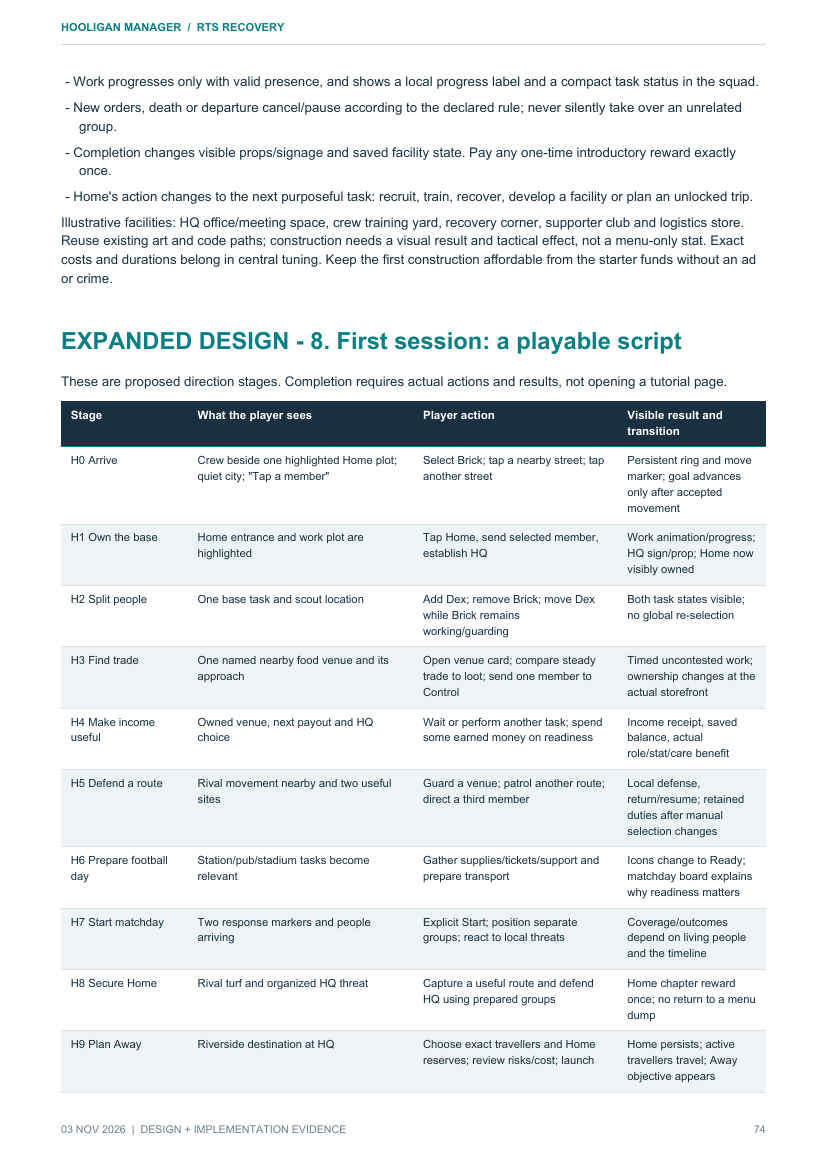 HOOLIGAN MANAGER / RTS RECOVERY
- Work progresses only with valid presence, and shows a local progress label and a compact task status in the squad.
- New orders, death or departure cancel/pause according to the declared rule; never silently take over an unrelated
group.
- Completion changes visible props/signage and saved facility state. Pay any one-time introductory reward exactly
once.
- Home's action changes to the next purposeful task: recruit, train, recover, develop a facility or plan an unlocked trip.
Illustrative facilities: HQ office/meeting space, crew training yard, recovery corner, supporter club and logistics store.
Reuse existing art and code paths; construction needs a visual result and tactical effect, not a menu-only stat. Exact
costs and durations belong in central tuning. Keep the first construction affordable from the starter funds without an ad
or crime.
EXPANDED DESIGN - 8. First session: a playable script
These are proposed direction stages. Completion requires actual actions and results, not opening a tutorial page.
Stage
What the player sees
Player action
Visible result and
transition
H0 Arrive
Crew beside one highlighted Home plot;
quiet city; "Tap a member"
Select Brick; tap a nearby street; tap
another street
Persistent ring and move
marker; goal advances
only after accepted
movement
H1 Own the base
Home entrance and work plot are
highlighted
Tap Home, send selected member,
establish HQ
Work animation/progress;
HQ sign/prop; Home now
visibly owned
H2 Split people
One base task and scout location
Add Dex; remove Brick; move Dex
while Brick remains
working/guarding
Both task states visible;
no global re-selection
H3 Find trade
One named nearby food venue and its
approach
Open venue card; compare steady
trade to loot; send one member to
Control
Timed uncontested work;
ownership changes at the
actual storefront
H4 Make income
useful
Owned venue, next payout and HQ
choice
Wait or perform another task; spend
some earned money on readiness
Income receipt, saved
balance, actual
role/stat/care benefit
H5 Defend a route
Rival movement nearby and two useful
sites
Guard a venue; patrol another route;
direct a third member
Local defense,
return/resume; retained
duties after manual
selection changes
H6 Prepare football
day
Station/pub/stadium tasks become
relevant
Gather supplies/tickets/support and
prepare transport
Icons change to Ready;
matchday board explains
why readiness matters
H7 Start matchday
Two response markers and people
arriving
Explicit Start; position separate
groups; react to local threats
Coverage/outcomes
depend on living people
and the timeline
H8 Secure Home
Rival turf and organized HQ threat
Capture a useful route and defend
HQ using prepared groups
Home chapter reward
once; no return to a menu
dump
H9 Plan Away
Riverside destination at HQ
Choose exact travellers and Home
reserves; review risks/cost; launch
Home persists; active
travellers travel; Away
objective appears
03 NOV 2026 | DESIGN + IMPLEMENTATION EVIDENCE
74